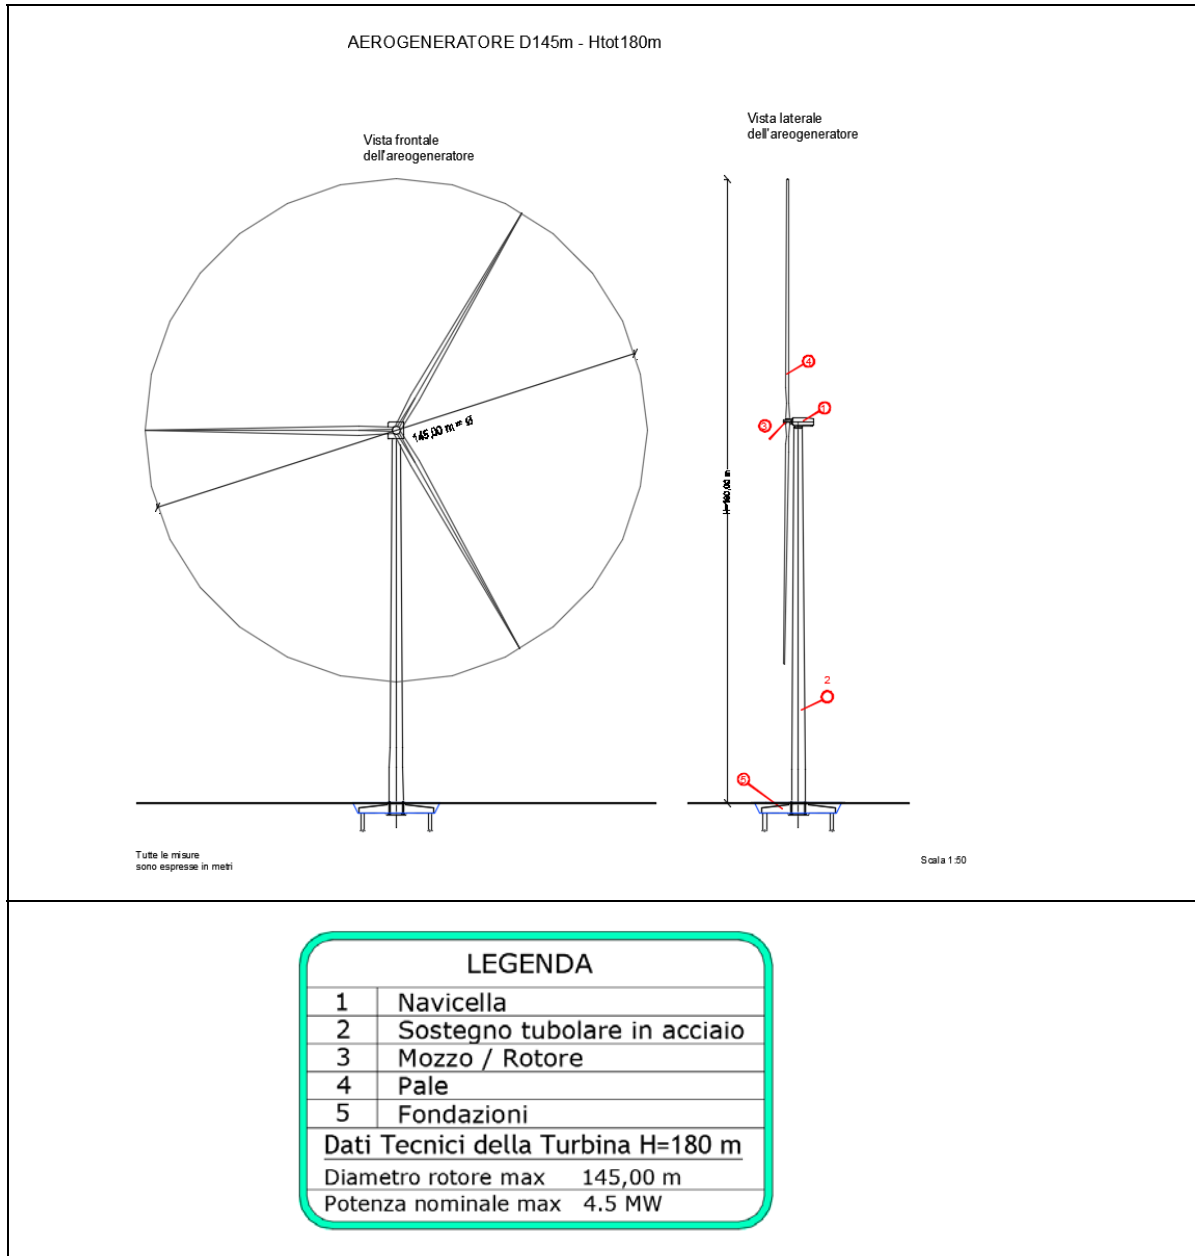 AEROGENERATORE D145m - Htot180m
Vista frontale
dell'areogeneratore
Vista laterale
dell'areogeneratore
145,00 m = Ø
H=180,00 m
4
1
3
2
5
Tutte le misure
sono espresse in metri
Scala 1:50
LEGENDA
1 Navicella
2 Sostegno tubolare in acciaio
3 Mozzo / Rotore
4 Pale
5 Fondazioni
Dati Tecnici della Turbina H=180 m
Diametro rotore max 145,00 m
Potenza nominale max 4.5 MW